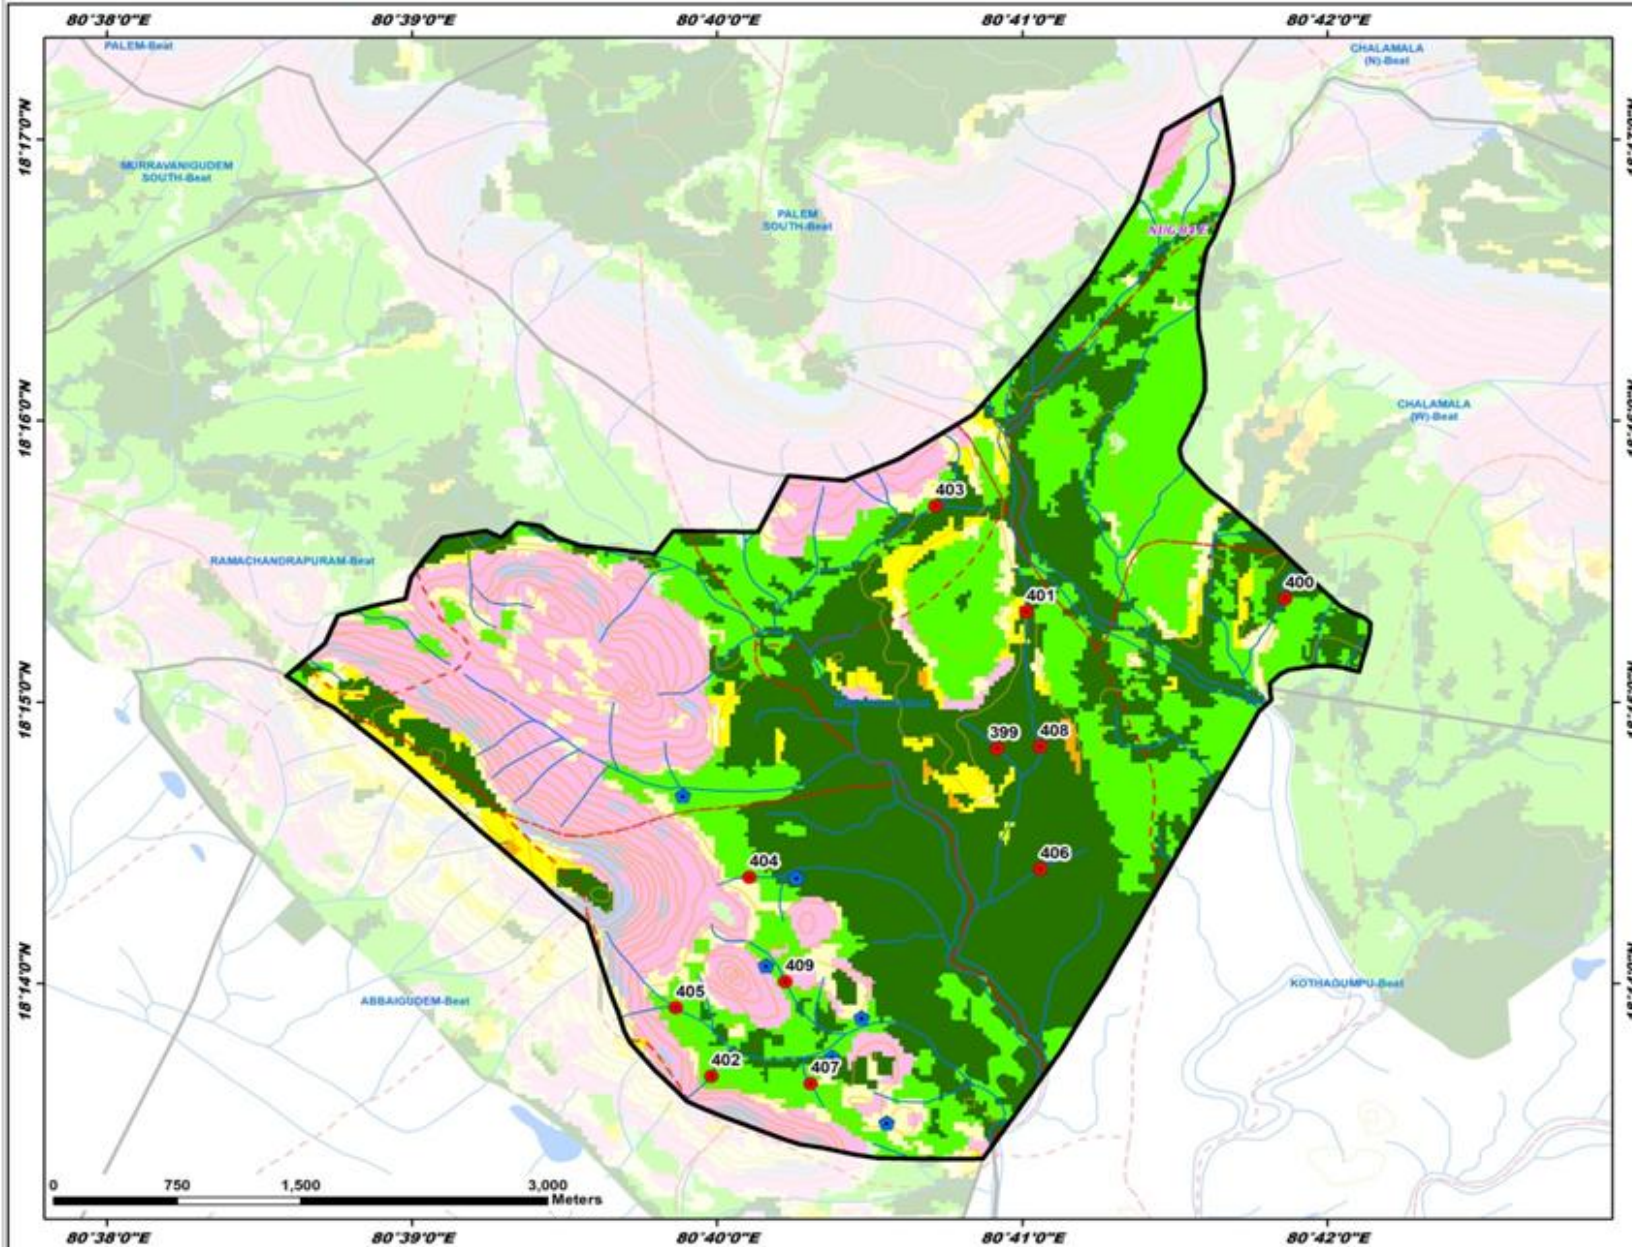 80°38'0"E 80°39'0"E 80°40'0"E 80°41'0"E 80°42'0"E
PALEM-Beat
CHALAMALA
(N)-Beat
18°17'0"N
MURRAVANIGUDEM
SOUTH-Beat
PALEM
SOUTH-Beat
18°16'0"N
CHALAMALA
(W)-Beat
403
RAMACHANDRAPURAM-Beat
400
401
18°15'0"N
399
408
404
406
409
18°14'0"N
405
ABBAIGUDEM-Beat
KOTHAGUMPU-Beat
402
407
0 750 1,500 3,000
Meters
80°38'0"E 80°39'0"E 80°40'0"E 80°41'0"E 80°42'0"E